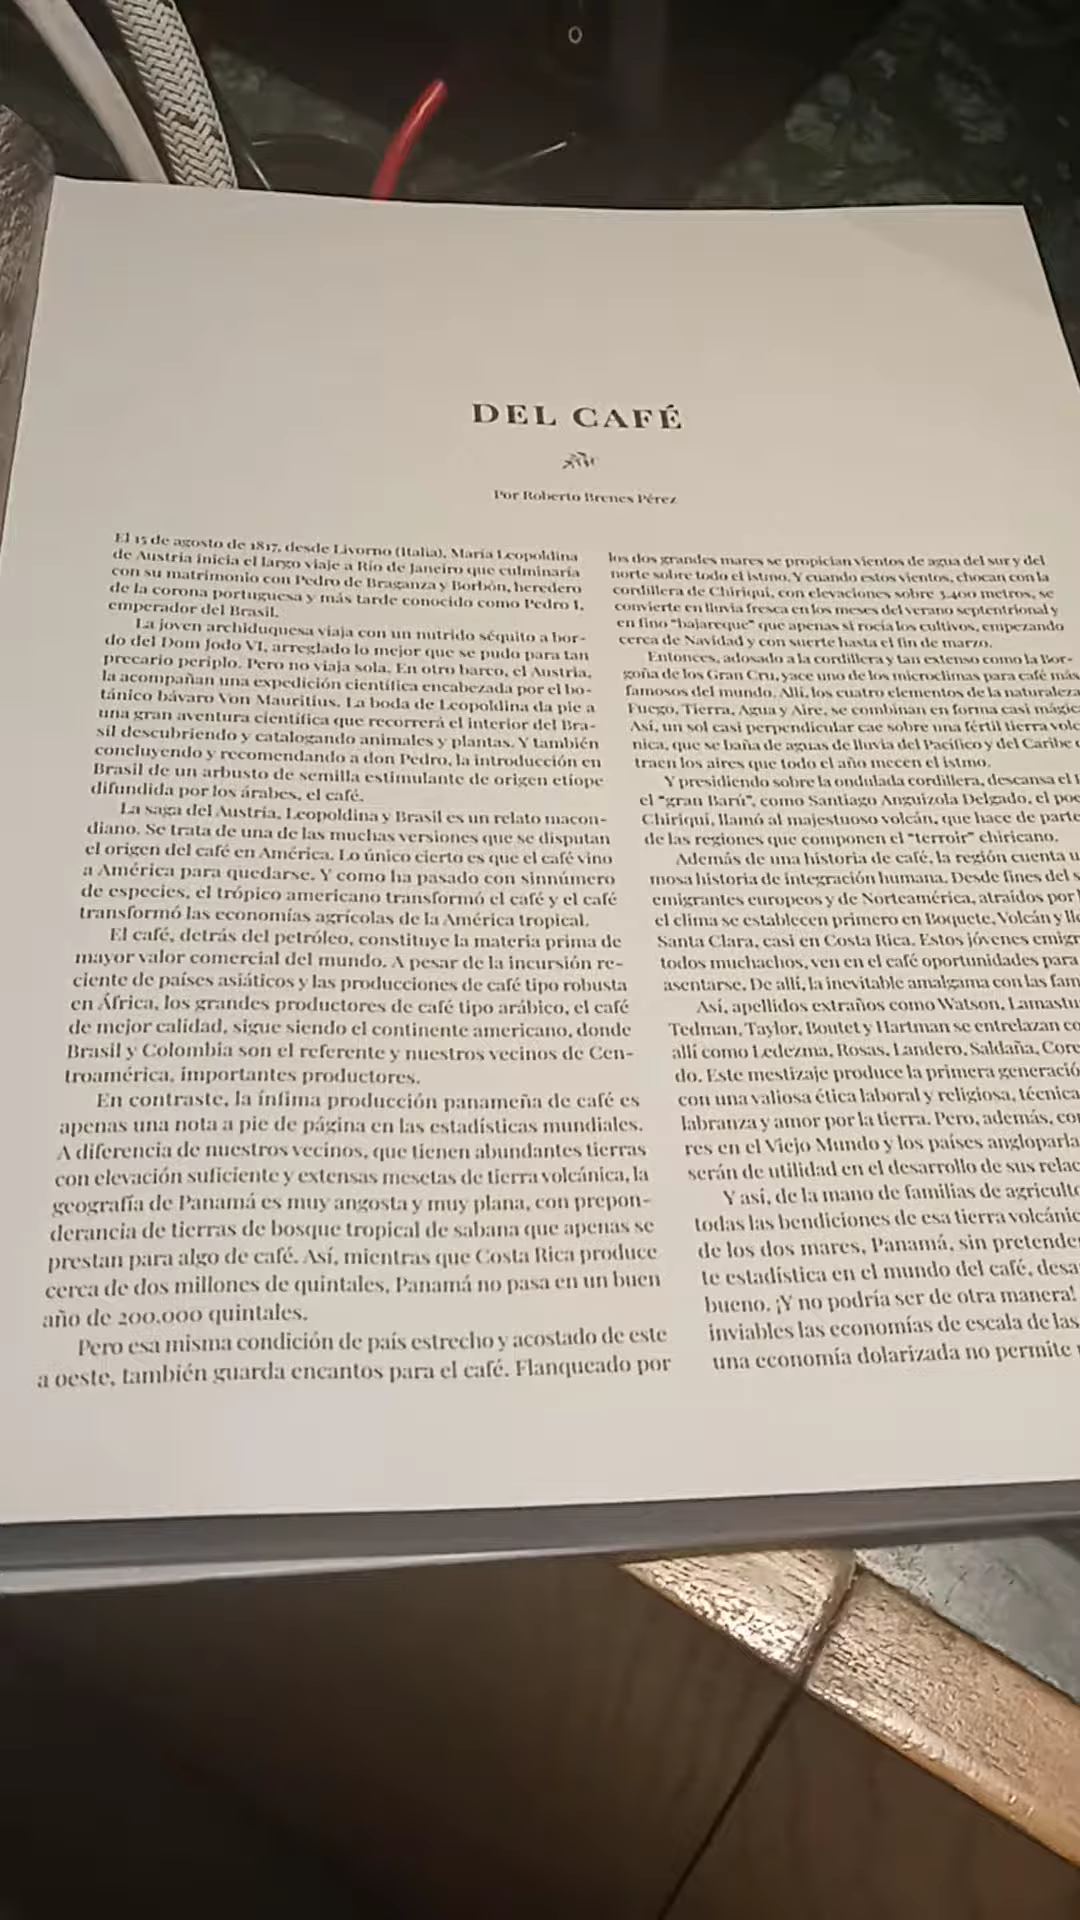 DEL CAFÉ
Por Roberto Brenes Pérez
El 15 de agosto de 1817, desde Livorno (Italia), María Leopoldina
de Austria inicia el largo viaje a Río de Janeiro que culminaría
con su matrimonio con Pedro de Braganza y Borbón, heredero
de la corona portuguesa y más tarde conocido como Pedro I,
emperador del Brasil.
La joven archiduquesa viaja con un nutrido séquito a bor-
do del Dom Jodo VI, arreglado lo mejor que se pudo para tan
precario periplo. Pero no viaja sola. En otro barco, el Austria,
la acompañan una expedición científica encabezada por el bo-
tánico bávaro Von Mauritius. La boda de Leopoldina da pie a
una gran aventura científica que recorrerá el interior del Bra-
sil descubriendo y catalogando animales y plantas. Y también
concluyendo y recomendando a don Pedro, la introducción en
Brasil de un arbusto de semilla estimulante de origen etíope
difundida por los árabes, el café.
La saga del Austria, Leopoldina y Brasil es un relato macon-
diano. Se trata de una de las muchas versiones que se disputan
el origen del café en América. Lo único cierto es que el café vino
a América para quedarse. Y como ha pasado con sinnúmero
de especies, el trópico americano transformó el café y el café
transformó las economías agrícolas de la América tropical.
El café, detrás del petróleo, constituye la materia prima de
mayor valor comercial del mundo. A pesar de la incursión re-
ciente de países asiáticos y las producciones de café tipo robusta
en África, los grandes productores de café tipo arábico, el café
de mejor calidad, sigue siendo el continente americano, donde
Brasil y Colombia son el referente y nuestros vecinos de Cen-
troamérica, importantes productores.
En contraste, la ínfima producción panameña de café es
apenas una nota a pie de página en las estadísticas mundiales.
A diferencia de nuestros vecinos, que tienen abundantes tierras
con elevación suficiente y extensas mesetas de tierra volcánica, la
geografía de Panamá es muy angosta y muy plana, con prepon-
derancia de tierras de bosque tropical de sabana que apenas se
prestan para algo de café. Así, mientras que Costa Rica produce
cerca de dos millones de quintales, Panamá no pasa en un buen
año de 200.000 quintales.
Pero esa misma condición de país estrecho y acostado de este
a oeste, también guarda encantos para el café. Flanqueado por
los dos grandes mares se propician vientos de agua del sur y del
norte sobre todo el istmo. Y cuando estos vientos, chocan con la
cordillera de Chiriquí, con elevaciones sobre 3.400 metros, se
convierte en lluvia fresca en los meses del verano septentrional y
en fino "bajareque" que apenas si rocía los cultivos, empezando
cerca de Navidad y con suerte hasta el fin de marzo.
Entonces, adosado a la cordillera y tan extenso como la Bor-
goña de los Gran Cru, yace uno de los microclimas para café más
famosos del mundo. Allí, los cuatro elementos de la naturaleza
Fuego, Tierra, Agua y Aire, se combinan en forma casi
Así, un sol casi perpendicular cae sobre una fértil tierra
nica, que se baña de aguas de lluvia del Pacífico y del Caribe
traen los aires que todo el año mecen el istmo.
Y presidiendo sobre la ondulada cordillera, descansa el
el "gran Barú", como Santiago Anguizola Delgado, el
Chiriquí, llamó al majestuoso volcán, que hace de parte
de las regiones que componen el "terroir" chiricano.
Además de una historia de café, la región cuenta
mosa historia de integración humana. Desde fines del
emigrantes europeos y de Norteamérica, atraídos por
el clima se establecen primero en Boquete, Volcán y
Santa Clara, casi en Costa Rica. Estos jóvenes
todos muchachos, ven en el café oportunidades para
asentarse. De allí, la inevitable amalgama con las
Así, apellidos extraños como Watson,
Tedman, Taylor, Boutet y Hartman se entrelazan
allí como Ledezma, Rosas, Landero, Saldaña,
do. Este mestizaje produce la primera
con una valiosa ética laboral y religiosa,
labranza y amor por la tierra. Pero, además,
res en el Viejo Mundo y los países
serán de utilidad en el desarrollo de sus
Y así, de la mano de familias de
todas las bendiciones de esa tierra
de los dos mares, Panamá, sin
te estadística en el mundo del café,
bueno. ¡Y no podría ser de otra manera!
inviables las economías de escala de las
una economía dolarizada no permite